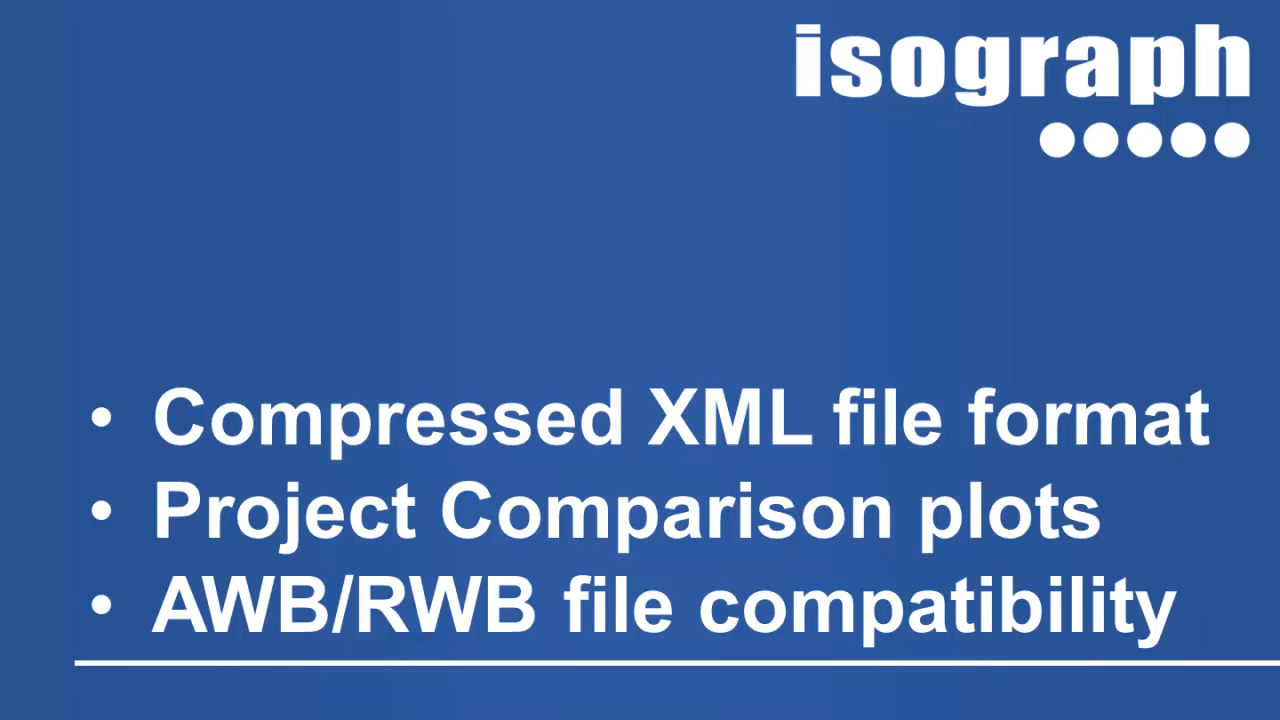 isograph
• Compressed XML file format
• Project Comparison plots
• AWB/RWB file compatibility